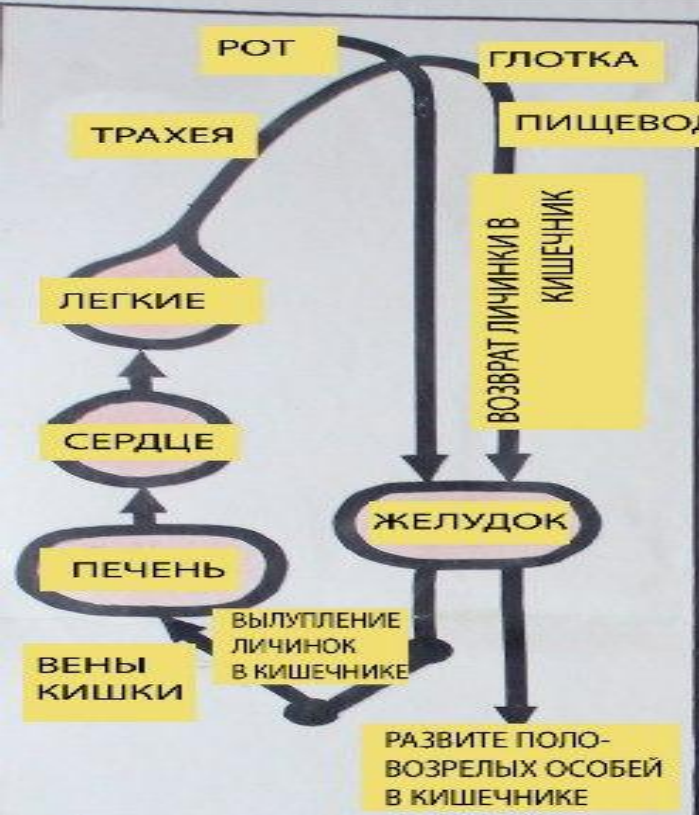 РОТ
ГЛОТКА
ТРАХЕЯ
ПИЩЕВОД
ВОЗВРАТ ЛИЧИНКИ В
КИШЕЧНИК
ЛЕГКИЕ
СЕРДЦЕ
ЖЕЛУДОК
ПЕЧЕНЬ
ВЫЛУПЛЕНИЕ
ЛИЧИНОК
В КИШЕЧНИКЕ
ВЕНЫ
КИШКИ
РАЗВИТЕ ПОЛО-
ВОЗРЕЛЫХ ОСОБЕЙ
В КИШЕЧНИКЕ